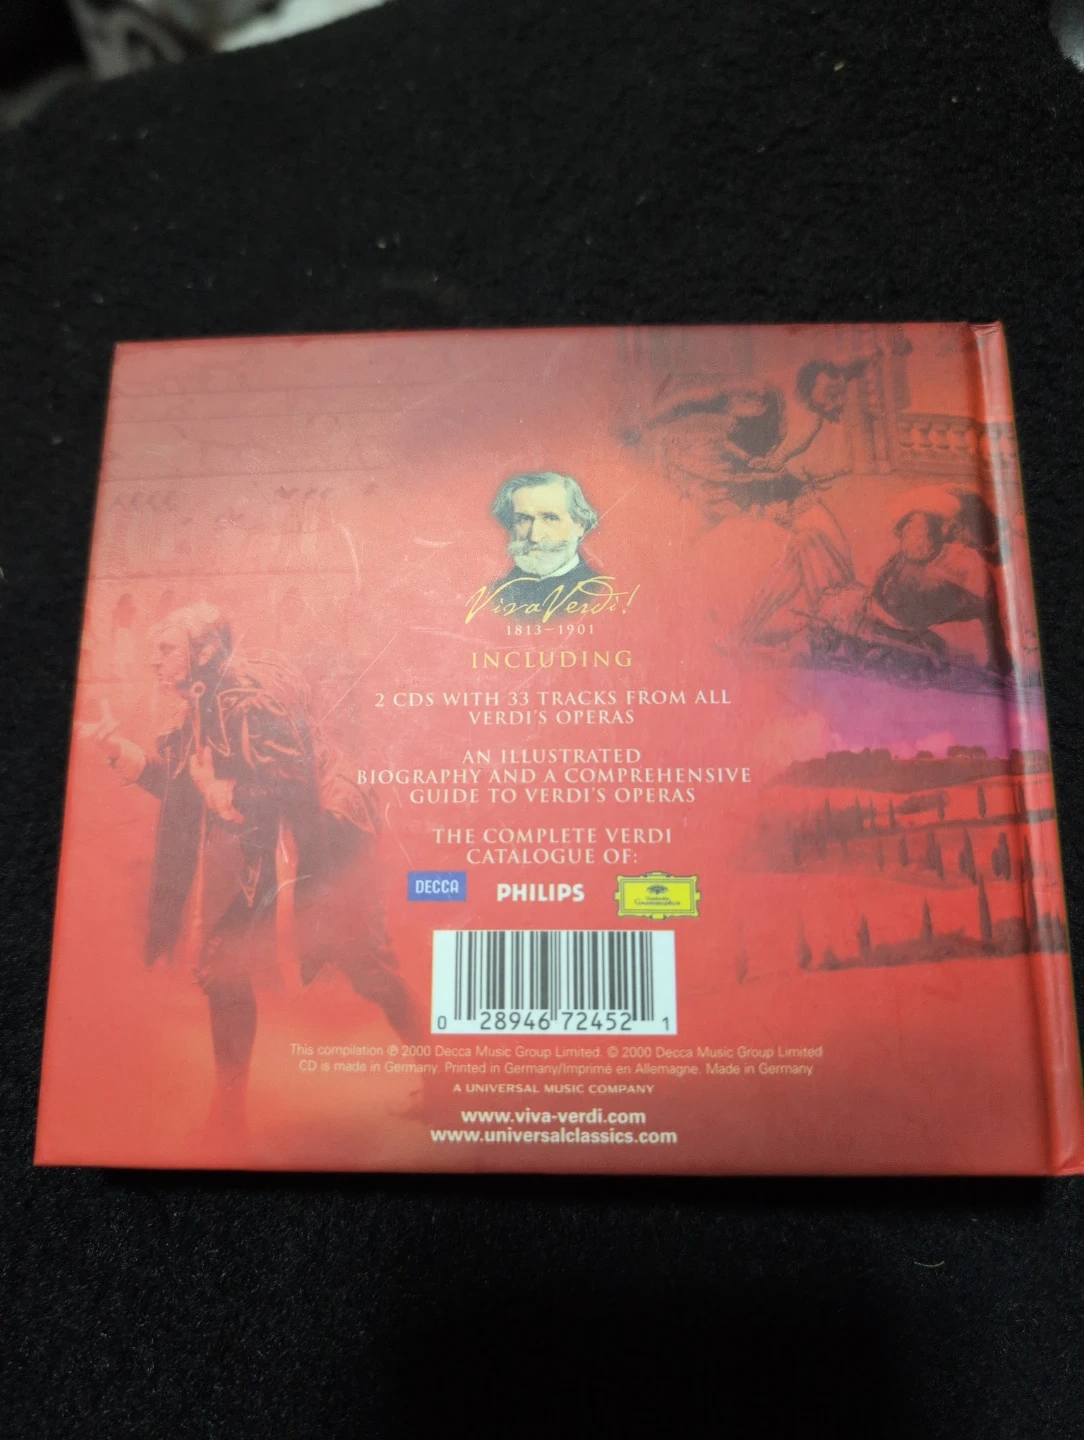 Viva Verdi!
1813–1901
INCLUDING
2 CDS WITH 33 TRACKS FROM ALL
VERDI'S OPERAS
AN ILLUSTRATED
BIOGRAPHY AND A COMPREHENSIVE
GUIDE TO VERDI'S OPERAS
THE COMPLETE VERDI
CATALOGUE OF:
DECCA PHILIPS Deutsche Grammophon
0 28946 72452 1
This compilation ℗ 2000 Decca Music Group Limited. © 2000 Decca Music Group Limited
CD is made in Germany. Printed in Germany/Imprimé en Allemagne. Made in Germany
A UNIVERSAL MUSIC COMPANY
www.viva-verdi.com
www.universalclassics.com